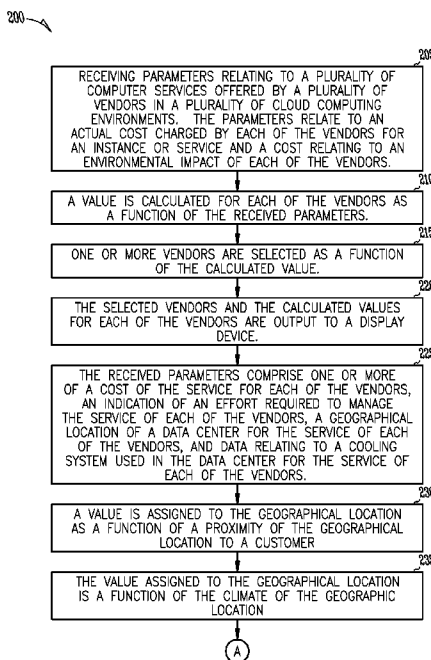 200
205
RECEIVING PARAMETERS RELATING TO A PLURALITY OF
COMPUTER SERVICES OFFERED BY A PLURALITY OF
VENDORS IN A PLURALITY OF CLOUD COMPUTING
ENVIRONMENTS. THE PARAMETERS RELATE TO AN
ACTUAL COST CHARGED BY EACH OF THE VENDORS FOR
AN INSTANCE OR SERVICE AND A COST RELATING TO AN
ENVIRONMENTAL IMPACT OF EACH OF THE VENDORS.
210
A VALUE IS CALCULATED FOR EACH OF THE VENDORS AS
A FUNCTION OF THE RECEIVED PARAMETERS.
215
ONE OR MORE VENDORS ARE SELECTED AS A FUNCTION
OF THE CALCULATED VALUE.
220
THE SELECTED VENDORS AND THE CALCULATED VALUES
FOR EACH OF THE VENDORS ARE OUTPUT TO A DISPLAY
DEVICE.
225
THE RECEIVED PARAMETERS COMPRISE ONE OR MORE
OF A COST OF THE SERVICE FOR EACH OF THE VENDORS,
AN INDICATION OF AN EFFORT REQUIRED TO MANAGE
THE SERVICE OF EACH OF THE VENDORS, A GEOGRAPHICAL
LOCATION OF A DATA CENTER FOR THE SERVICE OF EACH
OF THE VENDORS, AND DATA RELATING TO A COOLING
SYSTEM USED IN THE DATA CENTER FOR THE SERVICE OF
EACH OF THE VENDORS.
230
A VALUE IS ASSIGNED TO THE GEOGRAPHICAL LOCATION
AS A FUNCTION OF A PROXIMITY OF THE GEOGRAPHICAL
LOCATION TO A CUSTOMER
235
THE VALUE ASSIGNED TO THE GEOGRAPHICAL LOCATION
IS A FUNCTION OF THE CLIMATE OF THE GEOGRAPHIC
LOCATION
A